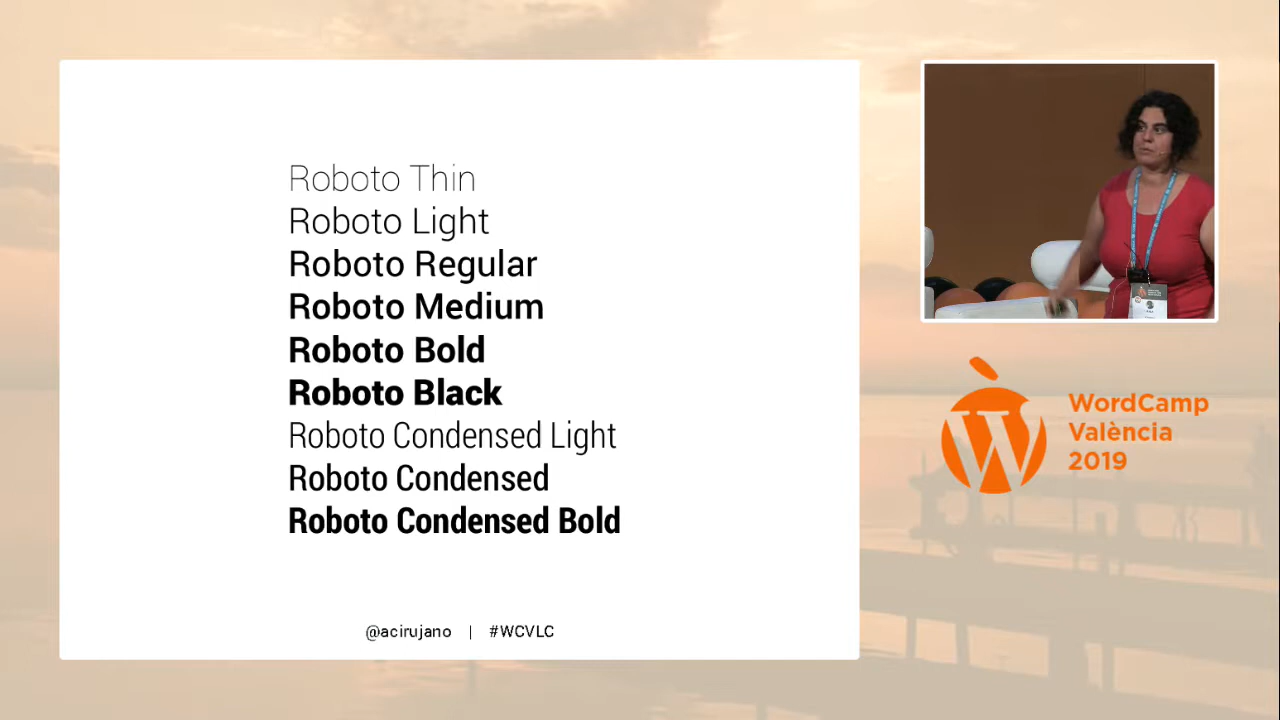 Roboto Thin
Roboto Light
Roboto Regular
Roboto Medium
Roboto Bold
Roboto Black
Roboto Condensed Light
Roboto Condensed
Roboto Condensed Bold
@acirujano | #WCVLC
WordCamp
València
2019